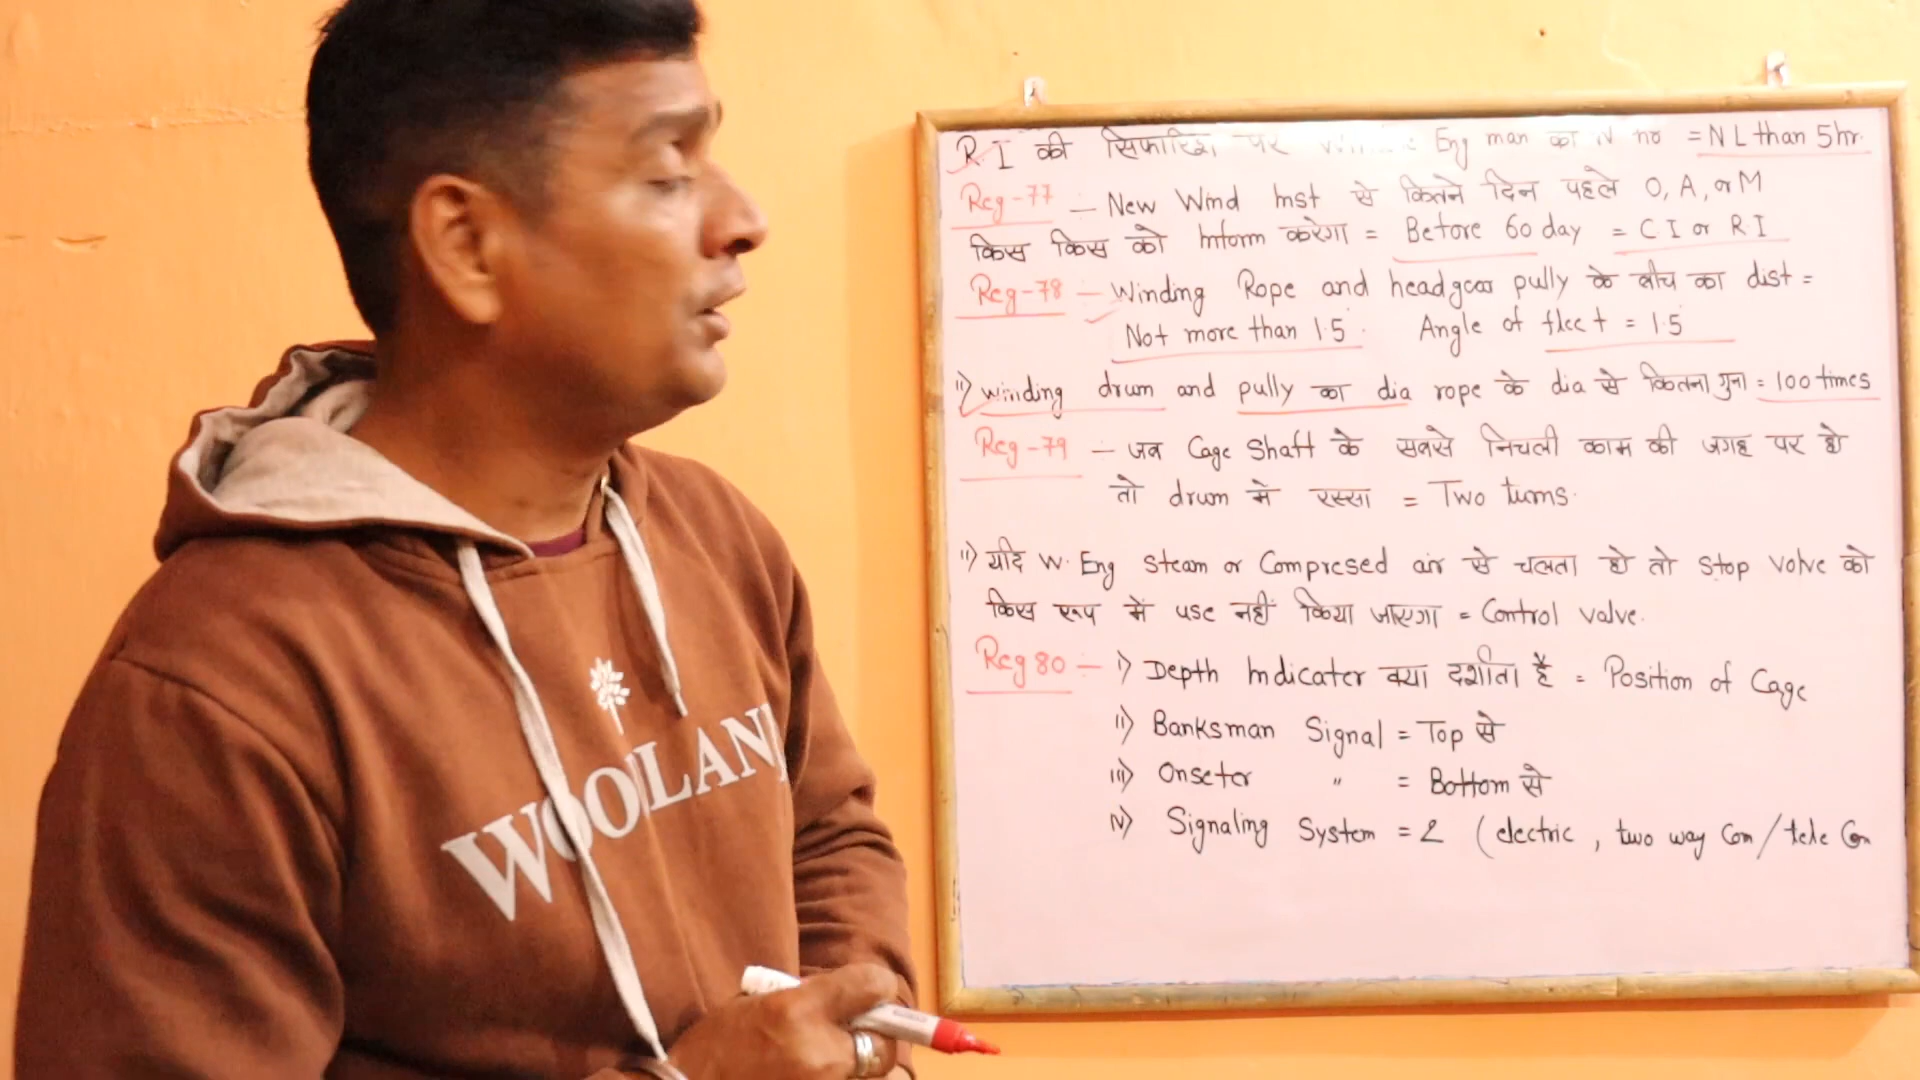 R I की सिफारिश पर Eng man का no = N L than 5hr.
Reg-77 :- New Wind Inst से कितने दिन पहले O, A, or M
किस किस को Inform करेगा = Before 60 day = C I or R I
Reg-78 :- Winding Rope and headgear pully के बीच का dist =
Not more than 1.5. Angle of fleet = 1.5
ii) winding drum and pully का dia rope के dia से कितना गुना = 100 times
Reg-79 - जब Cage Shaft के सबसे निचली काम की जगह पर हो
तो drum में रस्सा = Two turns.
ii) यदि W. Eng Steam or Compresed air से चलता हो तो Stop Valve को
किस रूप में use नहीं किया जाएगा = Control valve.
Reg 80 :- i) Depth Indicater क्या दर्शाता है = Position of Cage
ii) Banksman Signal = Top से
iii) Onseter " = Bottom से
iv) Signaling System = 2 (electric, two way Com / tele Con
WOODLAND